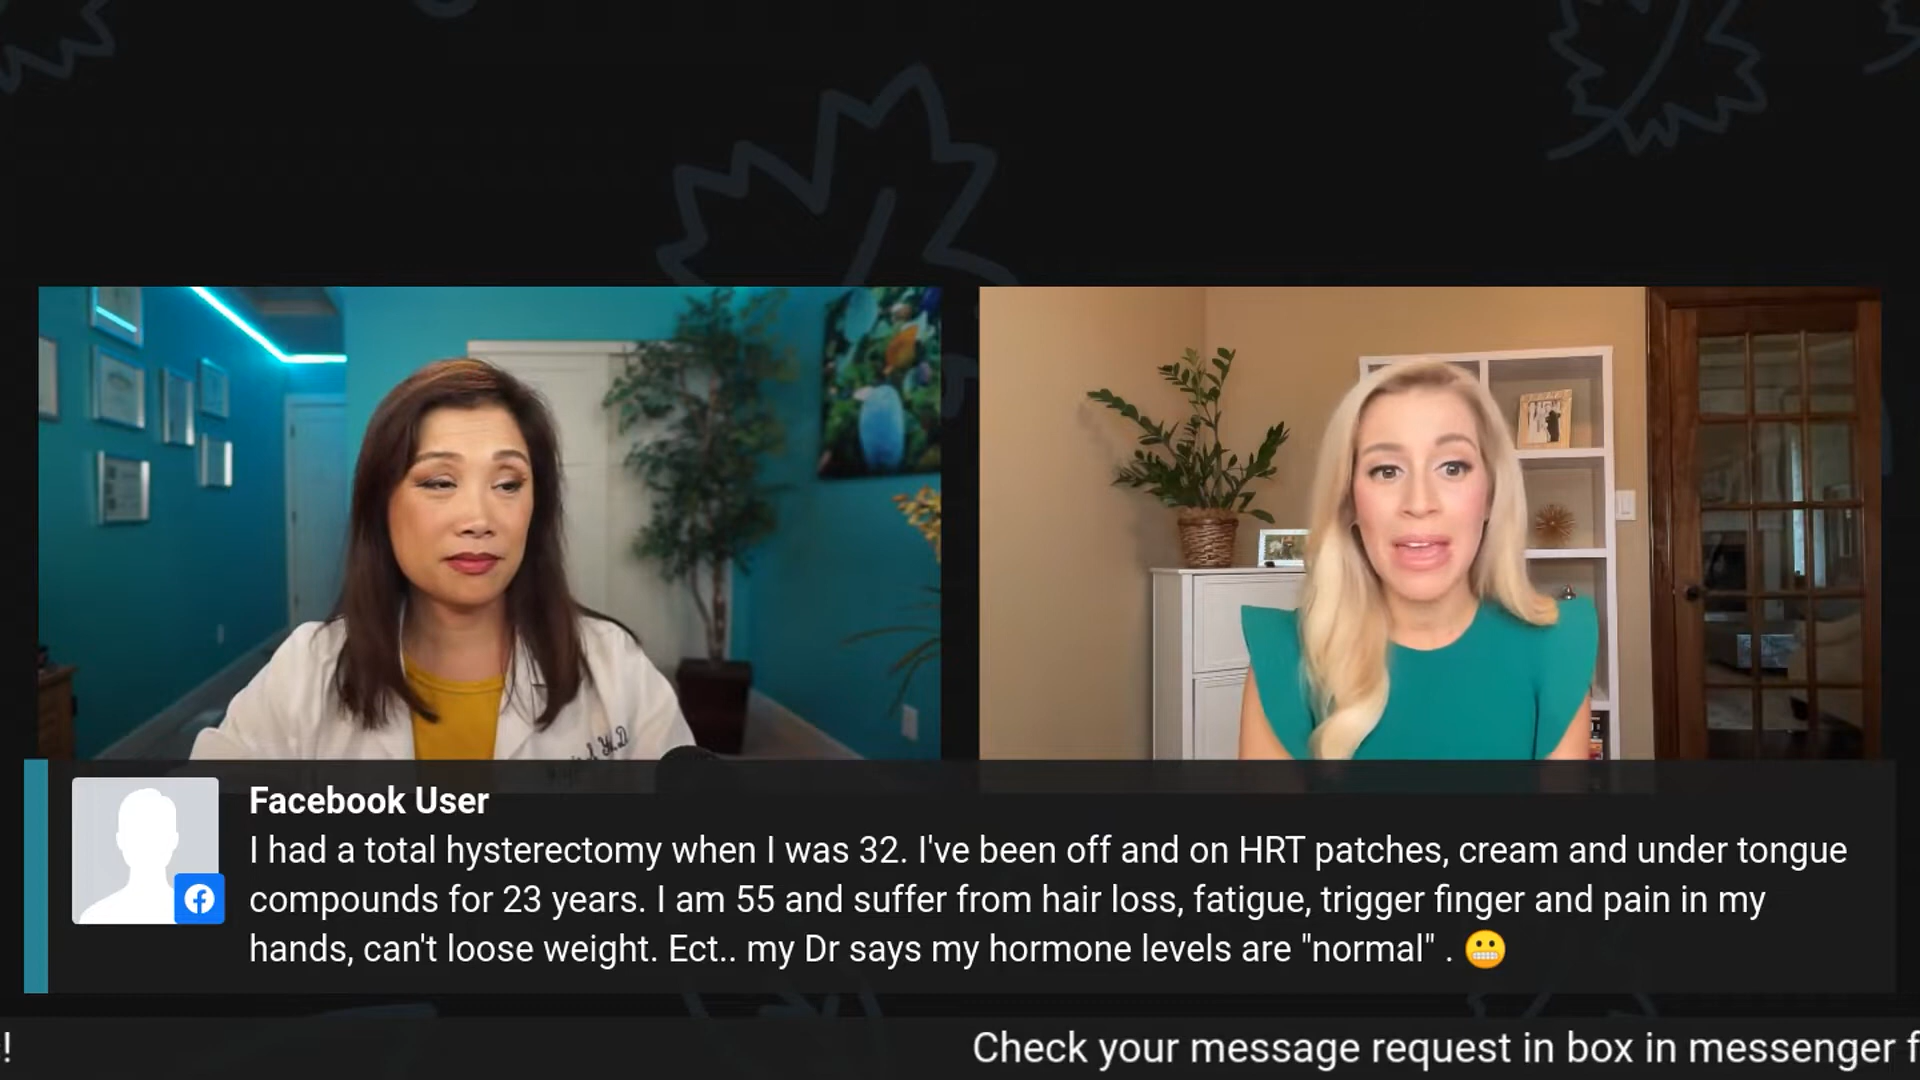 Facebook User
I had a total hysterectomy when I was 32. I've been off and on HRT patches, cream and under tongue
compounds for 23 years. I am 55 and suffer from hair loss, fatigue, trigger finger and pain in my
hands, can't loose weight. Ect.. my Dr says my hormone levels are "normal" . 😬
! Check your message request in box in messenger f